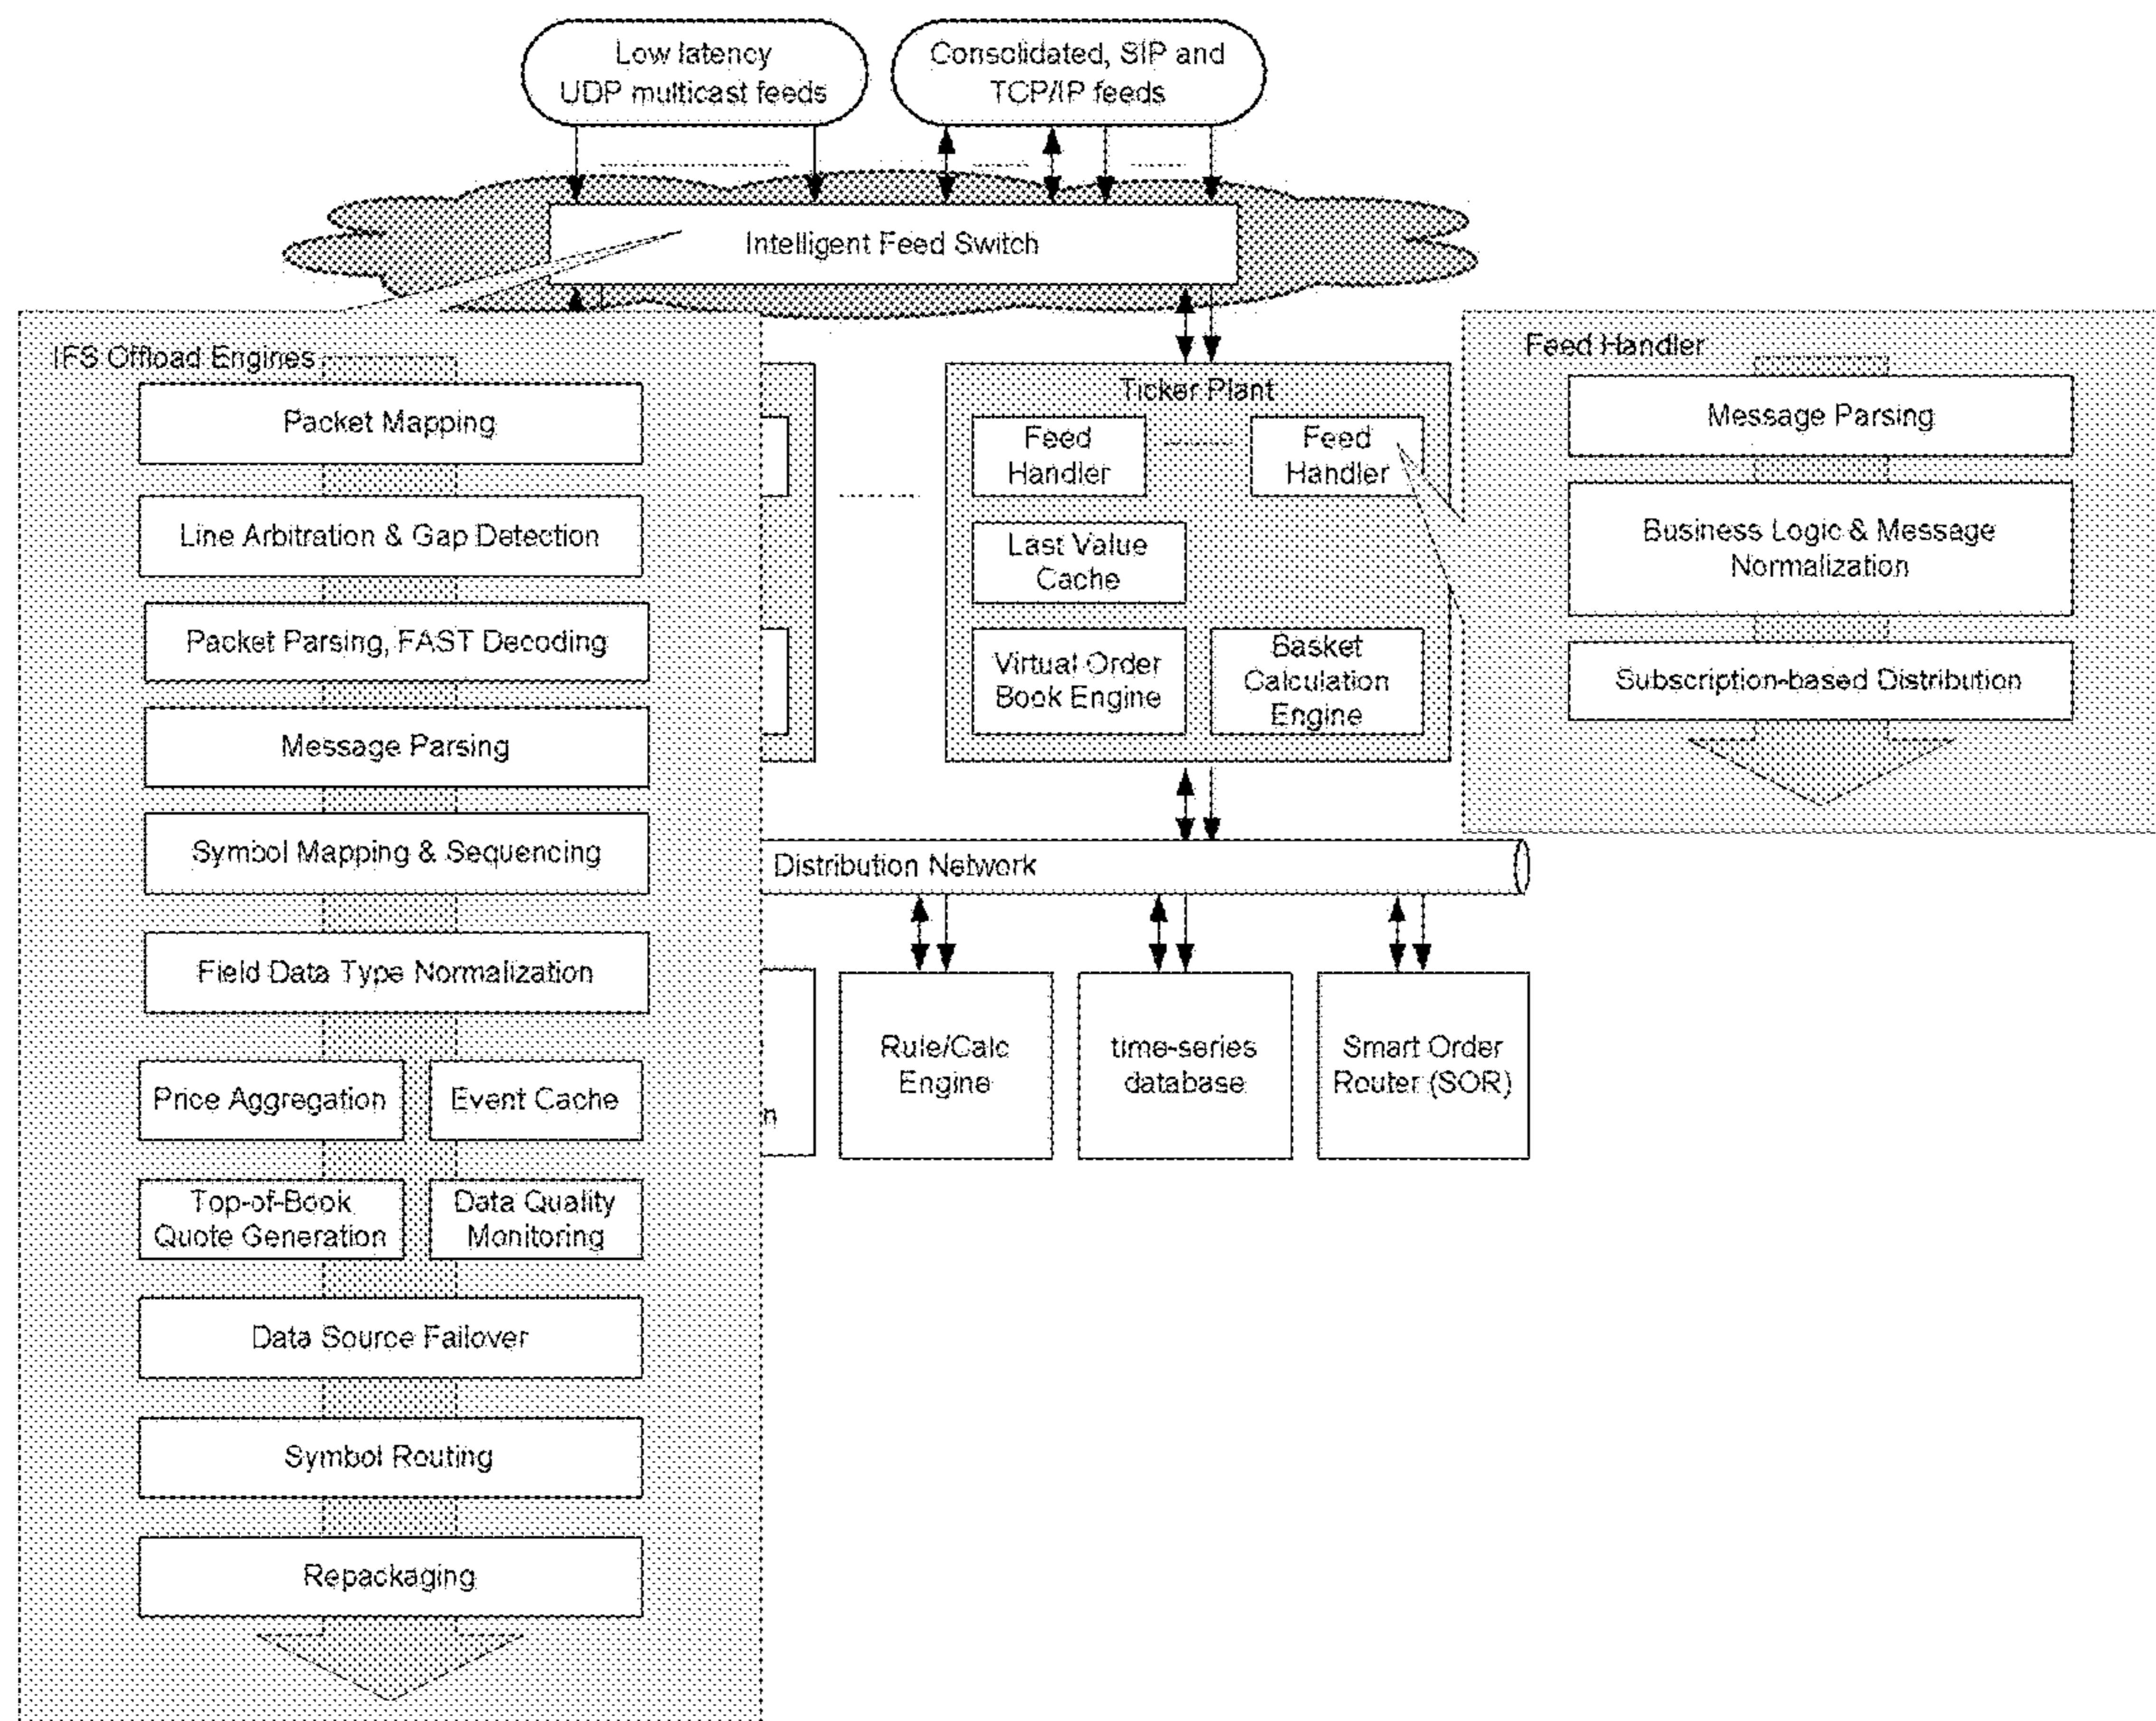 Low latency
UDP multicast feeds
Consolidated, SIP and
TCP/IP feeds
Intelligent Feed Switch
IFS Offload Engines
Packet Mapping
Line Arbitration & Gap Detection
Packet Parsing, FAST Decoding
Message Parsing
Symbol Mapping & Sequencing
Field Data Type Normalization
Price Aggregation
Event Cache
Top-of-Book
Quote Generation
Data Quality
Monitoring
Data Source Failover
Symbol Routing
Repackaging
Ticker Plant
Feed
Handler
Feed
Handler
Last Value
Cache
Virtual Order
Book Engine
Basket
Calculation
Engine
Feed Handler
Message Parsing
Business Logic & Message
Normalization
Subscription-based Distribution
Distribution Network
n
Rule/Calc
Engine
time-series
database
Smart Order
Router (SOR)